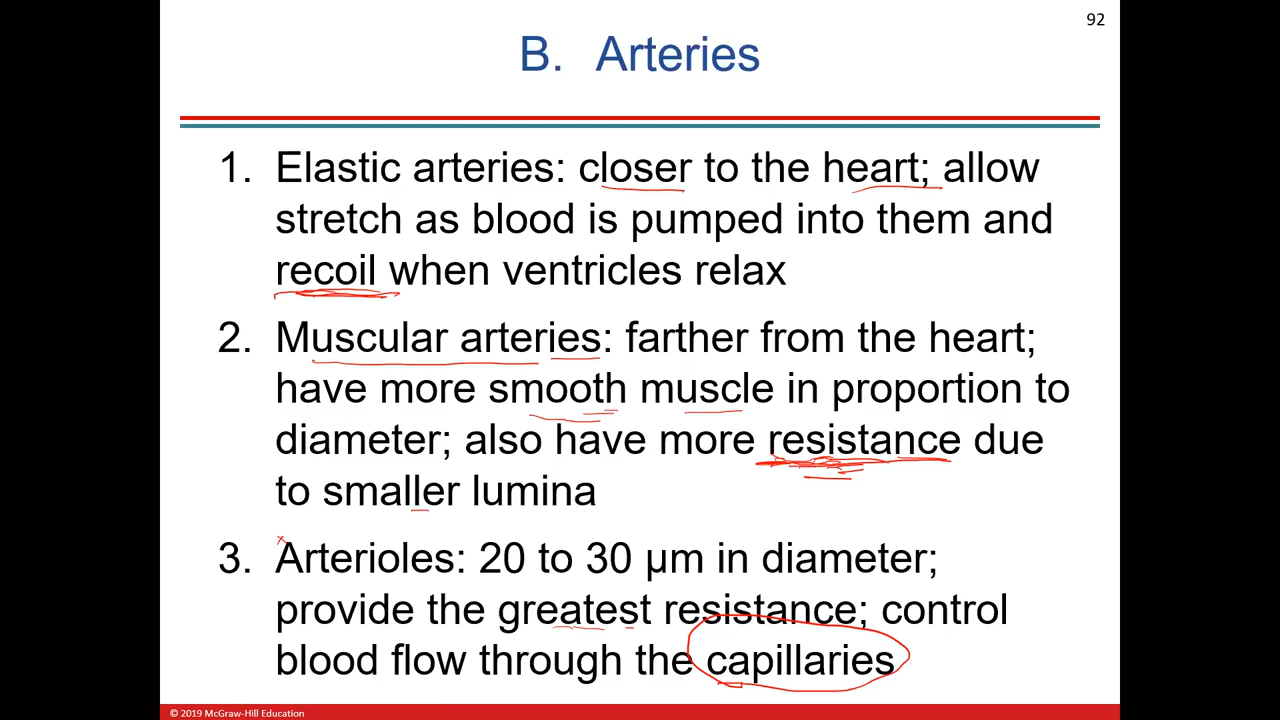 92
B. Arteries
1. Elastic arteries: closer to the heart; allow
stretch as blood is pumped into them and
recoil when ventricles relax
2. Muscular arteries: farther from the heart;
have more smooth muscle in proportion to
diameter; also have more resistance due
to smaller lumina
3. Arterioles: 20 to 30 µm in diameter;
provide the greatest resistance; control
blood flow through the capillaries
© 2019 McGraw-Hill Education